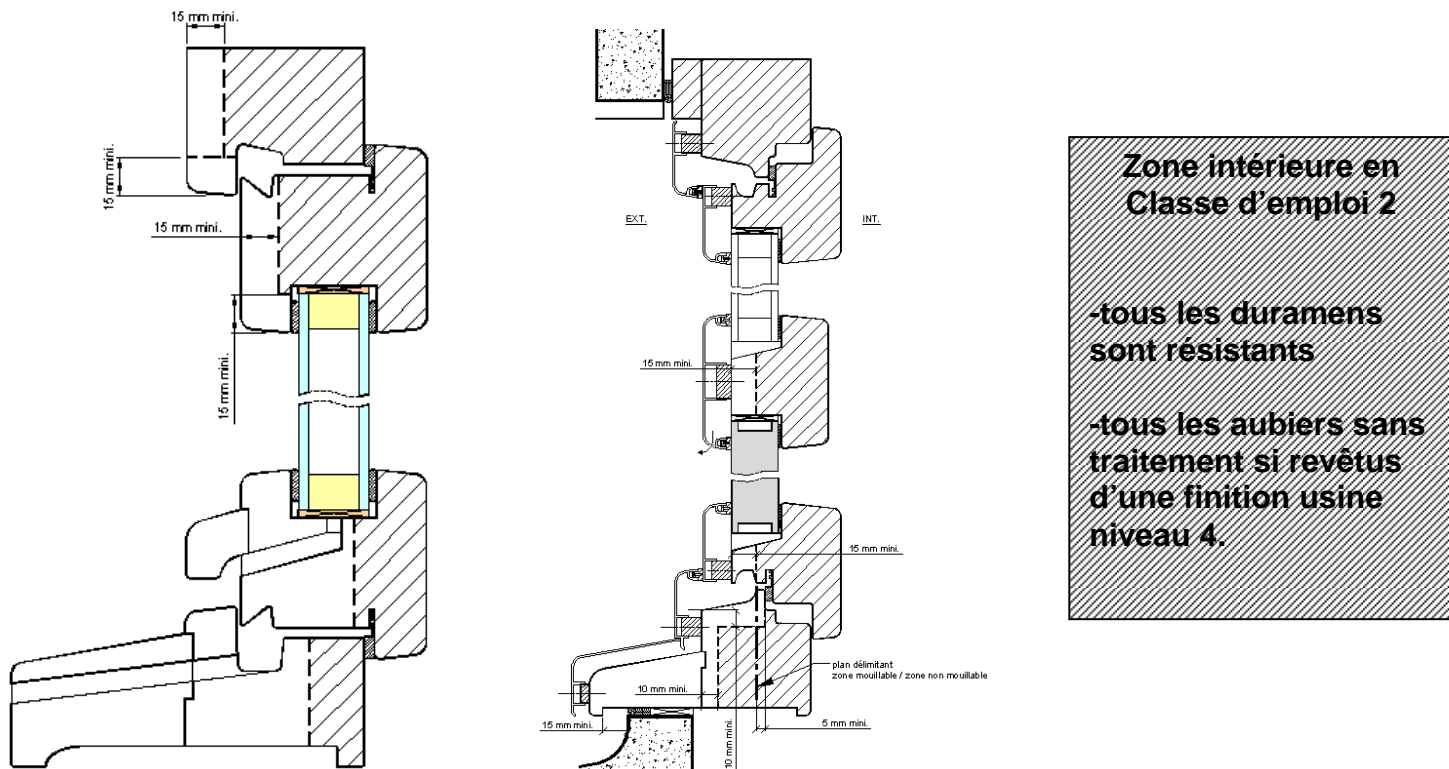 15 mm mini.
15 mm mini.
15 mm mini.
15 mm mini.
EXT.
INT.
15 mm mini.
15 mm mini.
plan délimitant
zone mouillable / zone non mouillable
10 mm mini.
15 mm mini.
10 mm mini.
5 mm mini.
Zone intérieure en
Classe d'emploi 2
-tous les duramens
sont résistants
-tous les aubiers sans
traitement si revêtus
d'une finition usine
niveau 4.